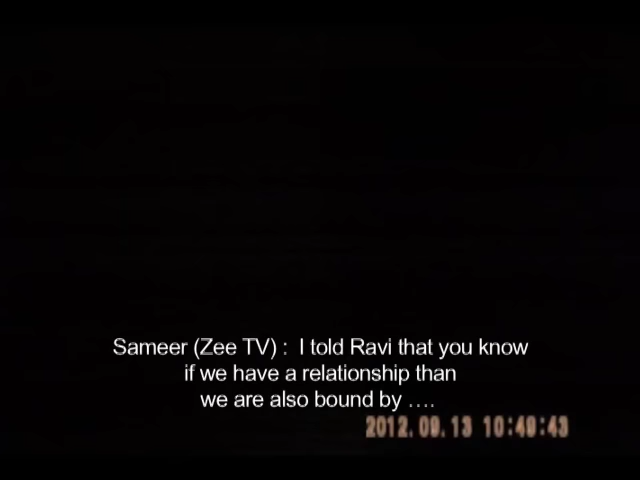 Sameer (Zee TV) :  I told Ravi that you know
if we have a relationship than
we are also bound by ....
2012.09.13 10:49:43